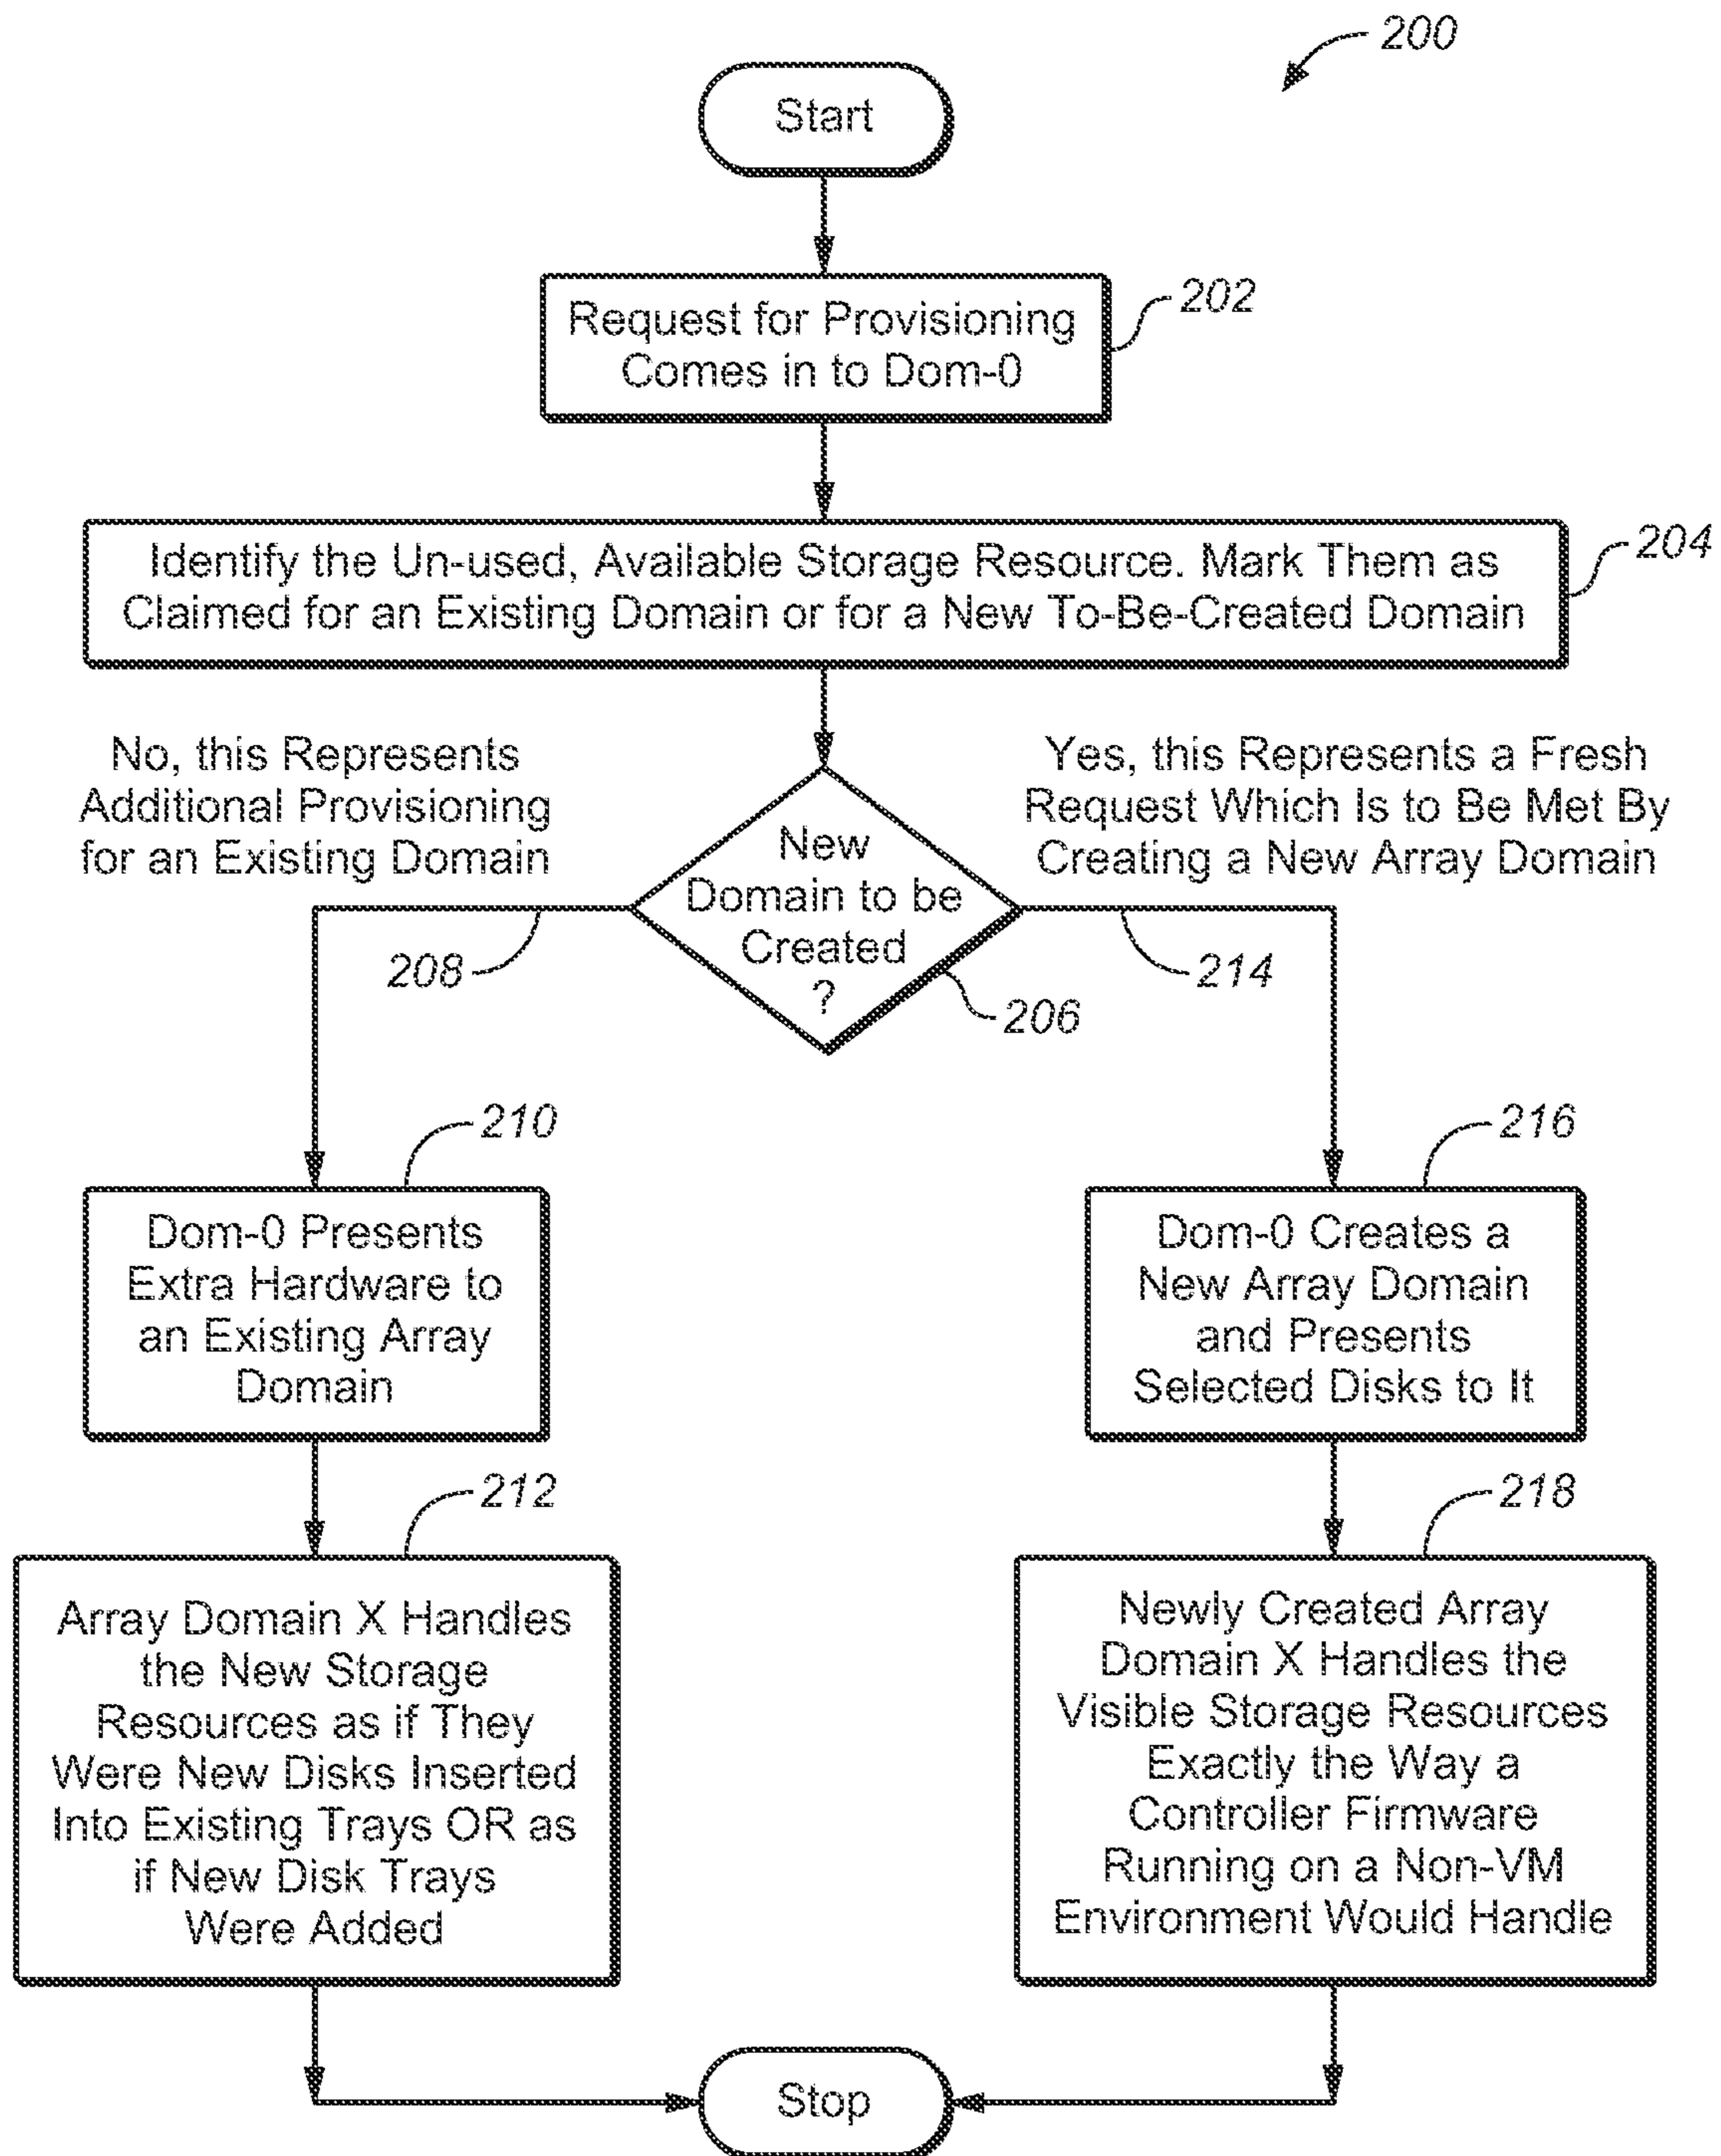 200
Start
Request for Provisioning
Comes in to Dom-0
202
Identify the Un-used, Available Storage Resource. Mark Them as
Claimed for an Existing Domain or for a New To-Be-Created Domain
204
No, this Represents
Additional Provisioning
for an Existing Domain
Yes, this Represents a Fresh
Request Which Is to Be Met By
Creating a New Array Domain
New
Domain to be
Created
?
208
206
214
210
Dom-0 Presents
Extra Hardware to
an Existing Array
Domain
216
Dom-0 Creates a
New Array Domain
and Presents
Selected Disks to It
212
Array Domain X Handles
the New Storage
Resources as if They
Were New Disks Inserted
Into Existing Trays OR as
if New Disk Trays
Were Added
218
Newly Created Array
Domain X Handles the
Visible Storage Resources
Exactly the Way a
Controller Firmware
Running on a Non-VM
Environment Would Handle
Stop